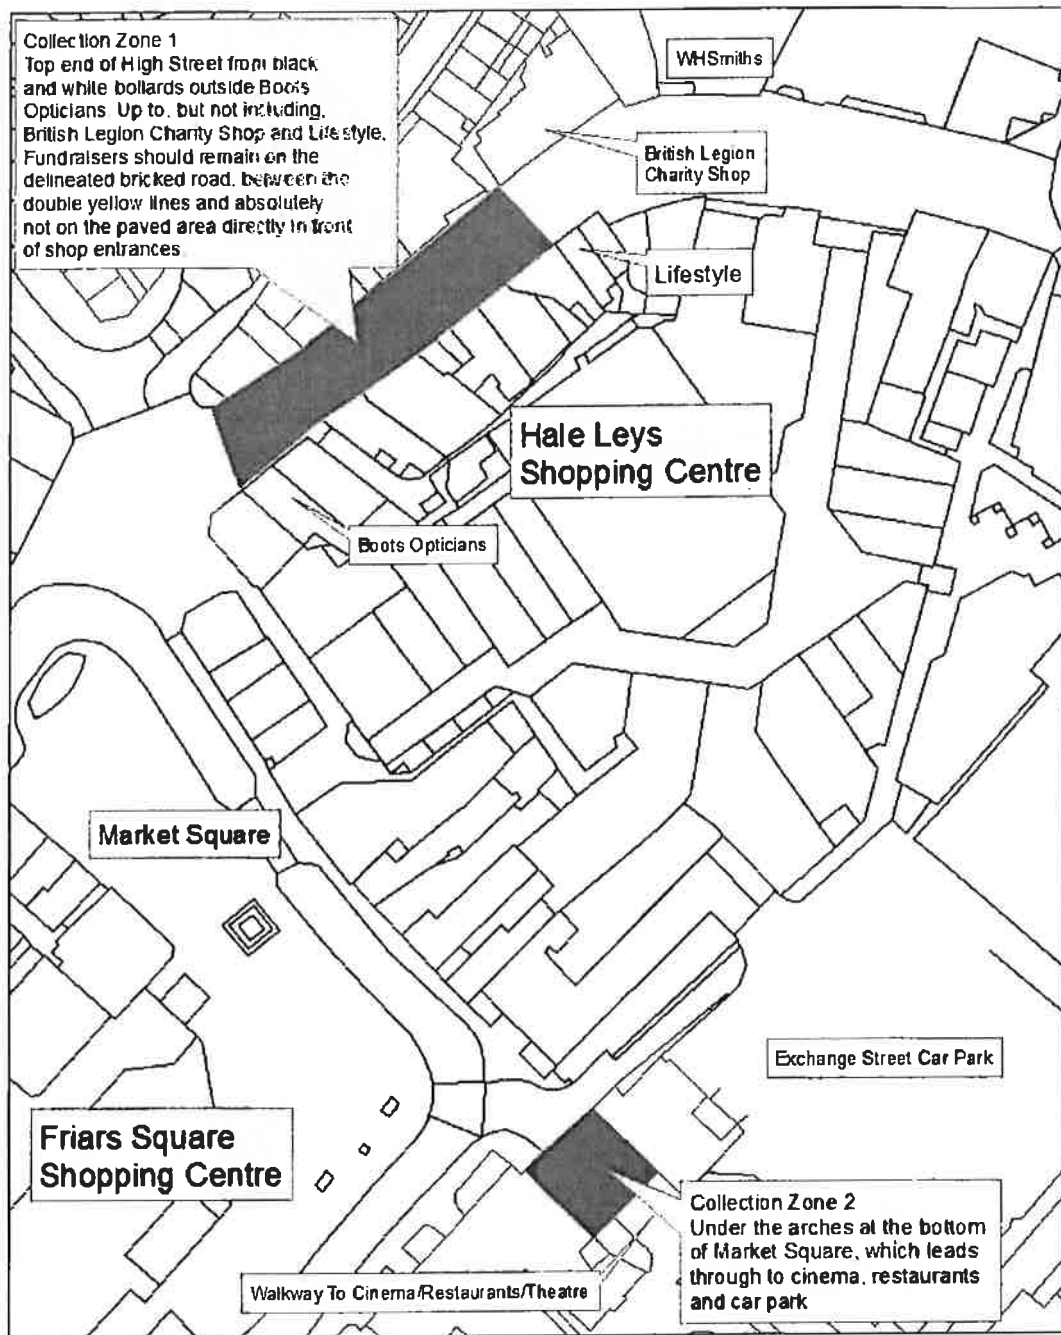 Collection Zone 1
Top end of High Street from black
and white bollards outside Boots
Opticians. Up to, but not including,
British Legion Charity Shop and Lifestyle.
Fundraisers should remain on the
delineated bricked road, between the
double yellow lines and absolutely
not on the paved area directly in front
of shop entrances.
WHSmiths
British Legion
Charity Shop
Lifestyle
Hale Leys
Shopping Centre
Boots Opticians
Market Square
Exchange Street Car Park
Friars Square
Shopping Centre
Collection Zone 2
Under the arches at the bottom
of Market Square, which leads
through to cinema, restaurants
and car park
Walkway To Cinema/Restaurants/Theatre